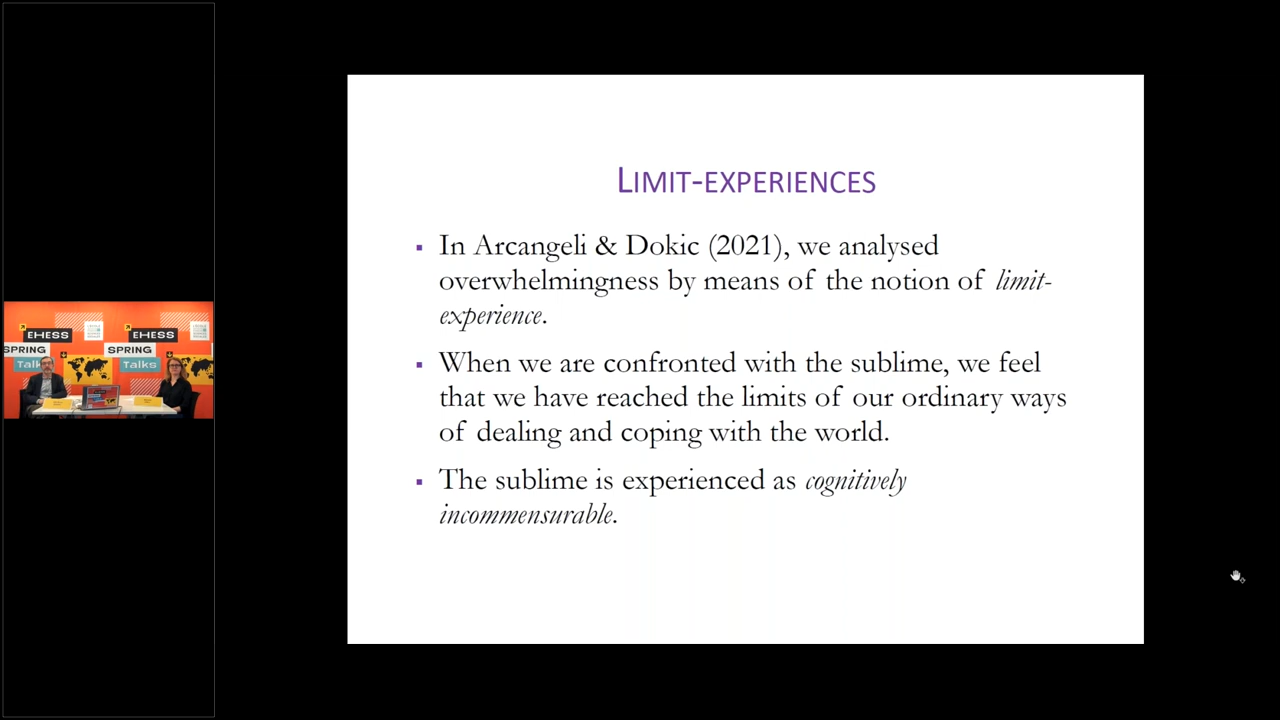 EHESS
EHESS
SPRING
SPRING
Talks
Talks
LIMIT-EXPERIENCES
▪ In Arcangeli & Dokic (2021), we analysed
overwhelmingness by means of the notion of limit-
experience.
▪ When we are confronted with the sublime, we feel
that we have reached the limits of our ordinary ways
of dealing and coping with the world.
▪ The sublime is experienced as cognitively
incommensurable.